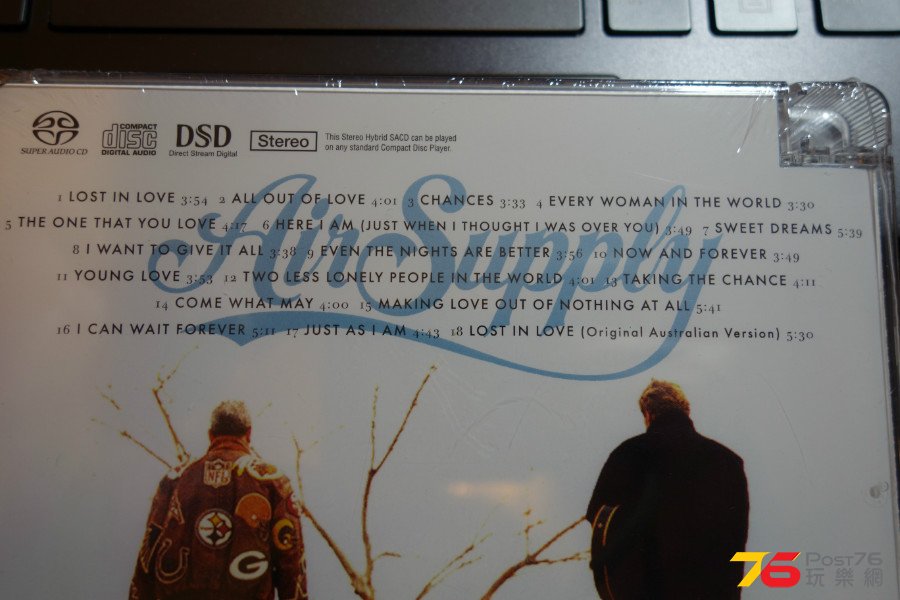 SUPER AUDIO CD
COMPACT
disc
DIGITAL AUDIO
DSD
Direct Stream Digital
Stereo
This Stereo Hybrid SACD can be played
on any standard Compact Disc Player.
Air Supply
1 LOST IN LOVE 3:54 2 ALL OUT OF LOVE 4:01 3 CHANCES 3:33 4 EVERY WOMAN IN THE WORLD 3:30
5 THE ONE THAT YOU LOVE 4:17 6 HERE I AM (JUST WHEN I THOUGHT I WAS OVER YOU) 3:49 7 SWEET DREAMS 5:39
8 I WANT TO GIVE IT ALL 3:38 9 EVEN THE NIGHTS ARE BETTER 3:56 10 NOW AND FOREVER 3:49
11 YOUNG LOVE 3:53 12 TWO LESS LONELY PEOPLE IN THE WORLD 4:01 13 TAKING THE CHANCE 4:11
14 COME WHAT MAY 4:00 15 MAKING LOVE OUT OF NOTHING AT ALL 5:41
16 I CAN WAIT FOREVER 5:11 17 JUST AS I AM 4:43 18 LOST IN LOVE (Original Australian Version) 5:30
NFL
Steelers
G
76 Post76
玩樂網